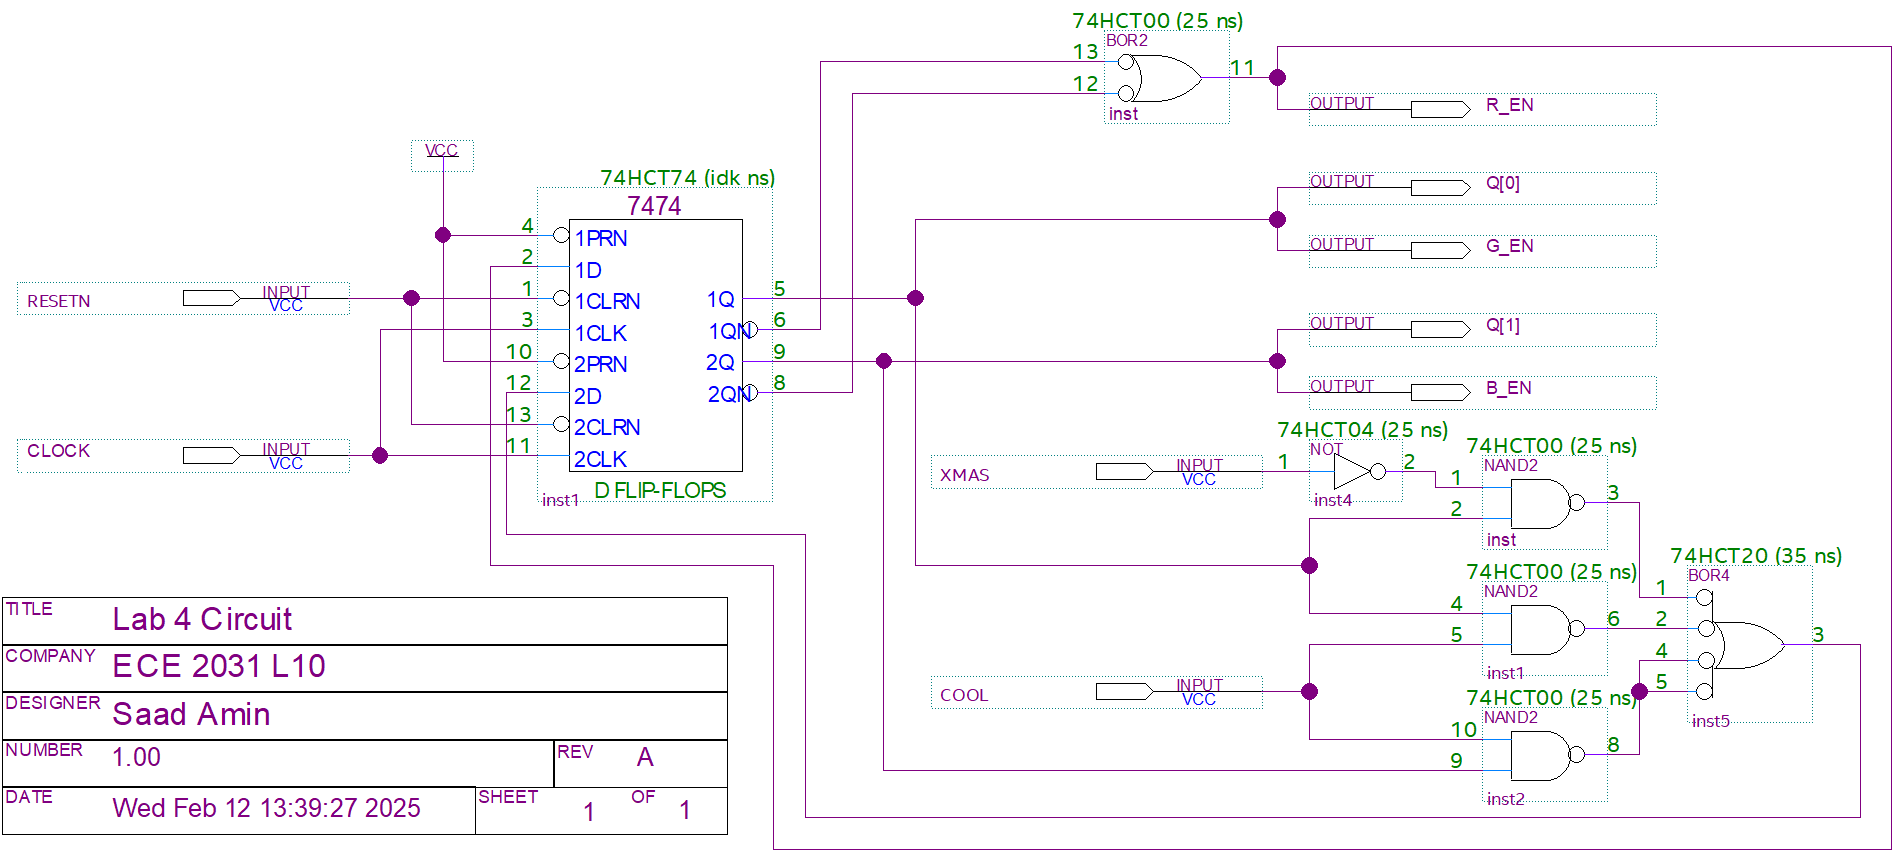 74HCT00 (25 ns)
BOR2
13
12
11
inst
OUTPUT
R_EN
VCC
74HCT74 (idk ns)
7474
4
1PRN
2
1D
RESETN
INPUT
VCC
1
1CLRN
3
1CLK
10
2PRN
12
2D
13
2CLRN
CLOCK
INPUT
VCC
11
2CLK
1Q
5
1QN
6
2Q
9
2QN
8
inst1
D FLIP-FLOPS
OUTPUT
Q[0]
OUTPUT
G_EN
OUTPUT
Q[1]
OUTPUT
B_EN
74HCT04 (25 ns)
NOT
XMAS
INPUT
VCC
1
2
inst4
74HCT00 (25 ns)
NAND2
1
2
3
inst
74HCT00 (25 ns)
NAND2
4
5
6
inst1
COOL
INPUT
VCC
74HCT00 (25 ns)
NAND2
10
9
8
inst2
74HCT20 (35 ns)
BOR4
1
2
4
5
3
inst5
TITLE Lab 4 Circuit
COMPANY ECE 2031 L10
DESIGNER Saad Amin
NUMBER 1.00 REV A
DATE Wed Feb 12 13:39:27 2025 SHEET 1 OF 1